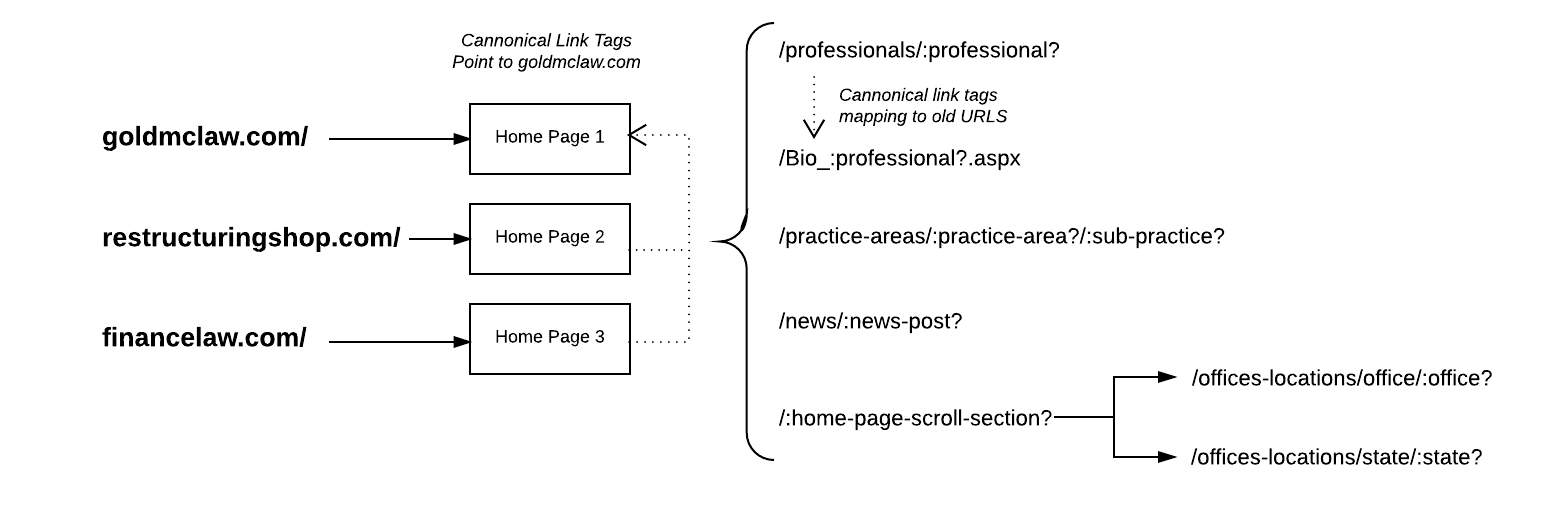 Cannonical Link Tags
Point to goldmclaw.com
goldmclaw.com/
Home Page 1
restructuringshop.com/
Home Page 2
financelaw.com/
Home Page 3
/professionals/:professional?
Cannonical link tags
mapping to old URLS
/Bio_:professional?.aspx
/practice-areas/:practice-area?/:sub-practice?
/news/:news-post?
/:home-page-scroll-section?
/offices-locations/office/:office?
/offices-locations/state/:state?